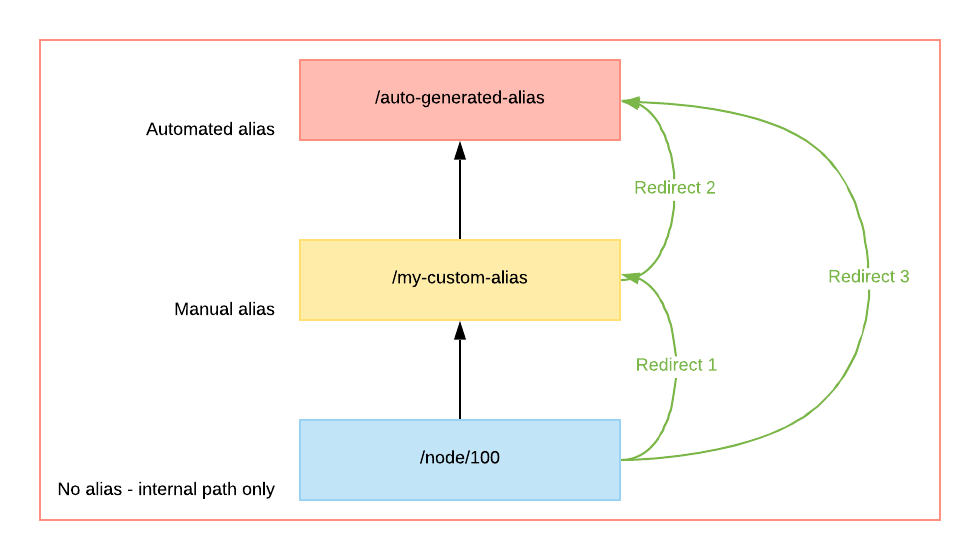 /auto-generated-alias
Automated alias
Redirect 2
/my-custom-alias
Redirect 3
Manual alias
Redirect 1
/node/100
No alias - internal path only